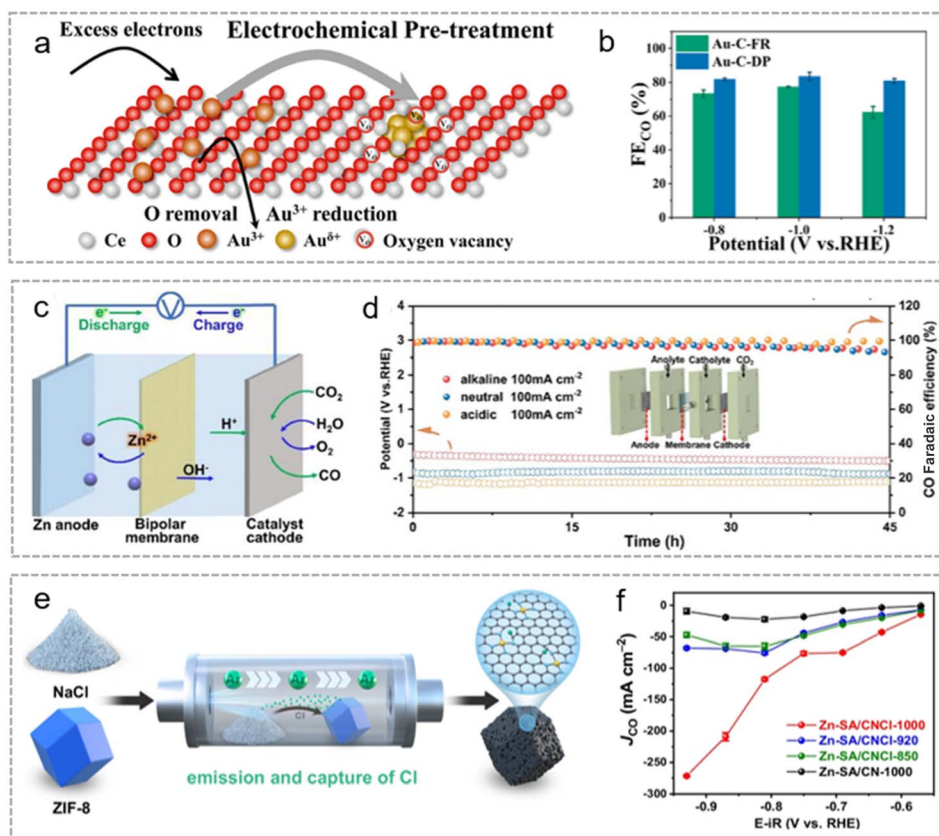 a
Excess electrons
Electrochemical Pre-treatment
Vo
Vo
Vo
Vo
Vo
O removal Au³⁺ reduction
Ce O Au³⁺ Auᵟ⁺ Vo Oxygen vacancy
b
Au-C-FR
Au-C-DP
100
80
60
40
20
0
FE_CO (%)
-0.8 -1.0 -1.2
Potential (V vs.RHE)
c
e⁻ V e⁻
Discharge Charge
CO₂
H⁺
H₂O
Zn²⁺
O₂
OH⁻
CO
Zn anode
Bipolar membrane
Catalyst cathode
d
4
3
2
1
0
-1
-2
Potential (V vs.RHE)
alkaline 100mA cm⁻²
neutral 100mA cm⁻²
acidic 100mA cm⁻²
Anolyte Catholyte CO₂
Anode Membrane Cathode
120
100
80
60
40
20
0
CO Faradaic efficiency (%)
0 15 30 45
Time (h)
e
NaCl
ZIF-8
Ar Ar Ar
Cl
emission and capture of Cl
f
0
-50
-100
-150
-200
-250
-300
J_CO (mA cm⁻²)
Zn-SA/CNCl-1000
Zn-SA/CNCl-920
Zn-SA/CNCl-850
Zn-SA/CN-1000
-0.9 -0.8 -0.7 -0.6
E-iR (V vs. RHE)